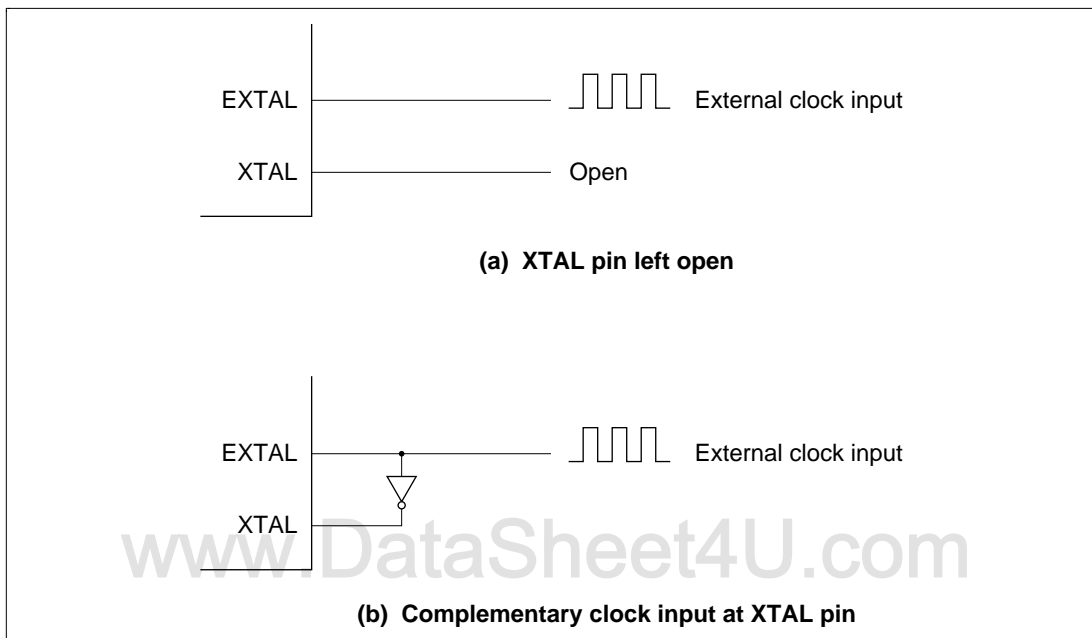 EXTAL
External clock input
XTAL
Open
(a) XTAL pin left open
EXTAL
External clock input
XTAL
www.DataSheet4U.com
(b) Complementary clock input at XTAL pin